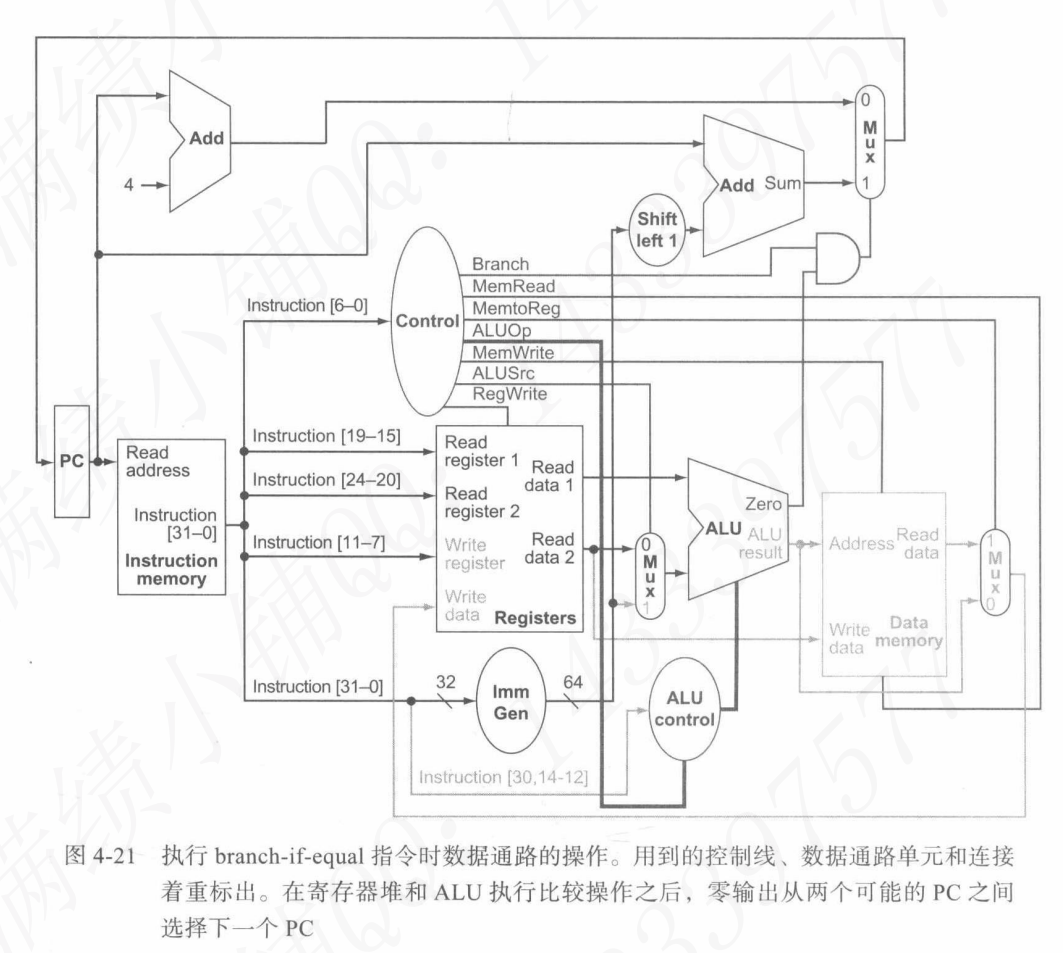 0
M
u
x
1
Add
4
Add Sum
Shift
left 1
Branch
MemRead
MemtoReg
ALUOp
MemWrite
ALUSrc
RegWrite
Control
Instruction [6–0]
PC
Read
address
Instruction
[31–0]
Instruction
memory
Instruction [19–15]
Instruction [24–20]
Instruction [11–7]
Instruction [31–0]
Read
register 1
Read
register 2
Write
register
Write
data
Read
data 1
Read
data 2
Registers
0
M
u
x
1
Zero
ALU
ALU
result
Address
Read
data
Write
data
Data
memory
1
M
u
x
0
32
Imm
Gen
64
ALU
control
Instruction [30,14-12]
图 4-21 执行 branch-if-equal 指令时数据通路的操作。用到的控制线、数据通路单元和连接
着重标出。在寄存器堆和 ALU 执行比较操作之后，零输出从两个可能的 PC 之间
选择下一个 PC